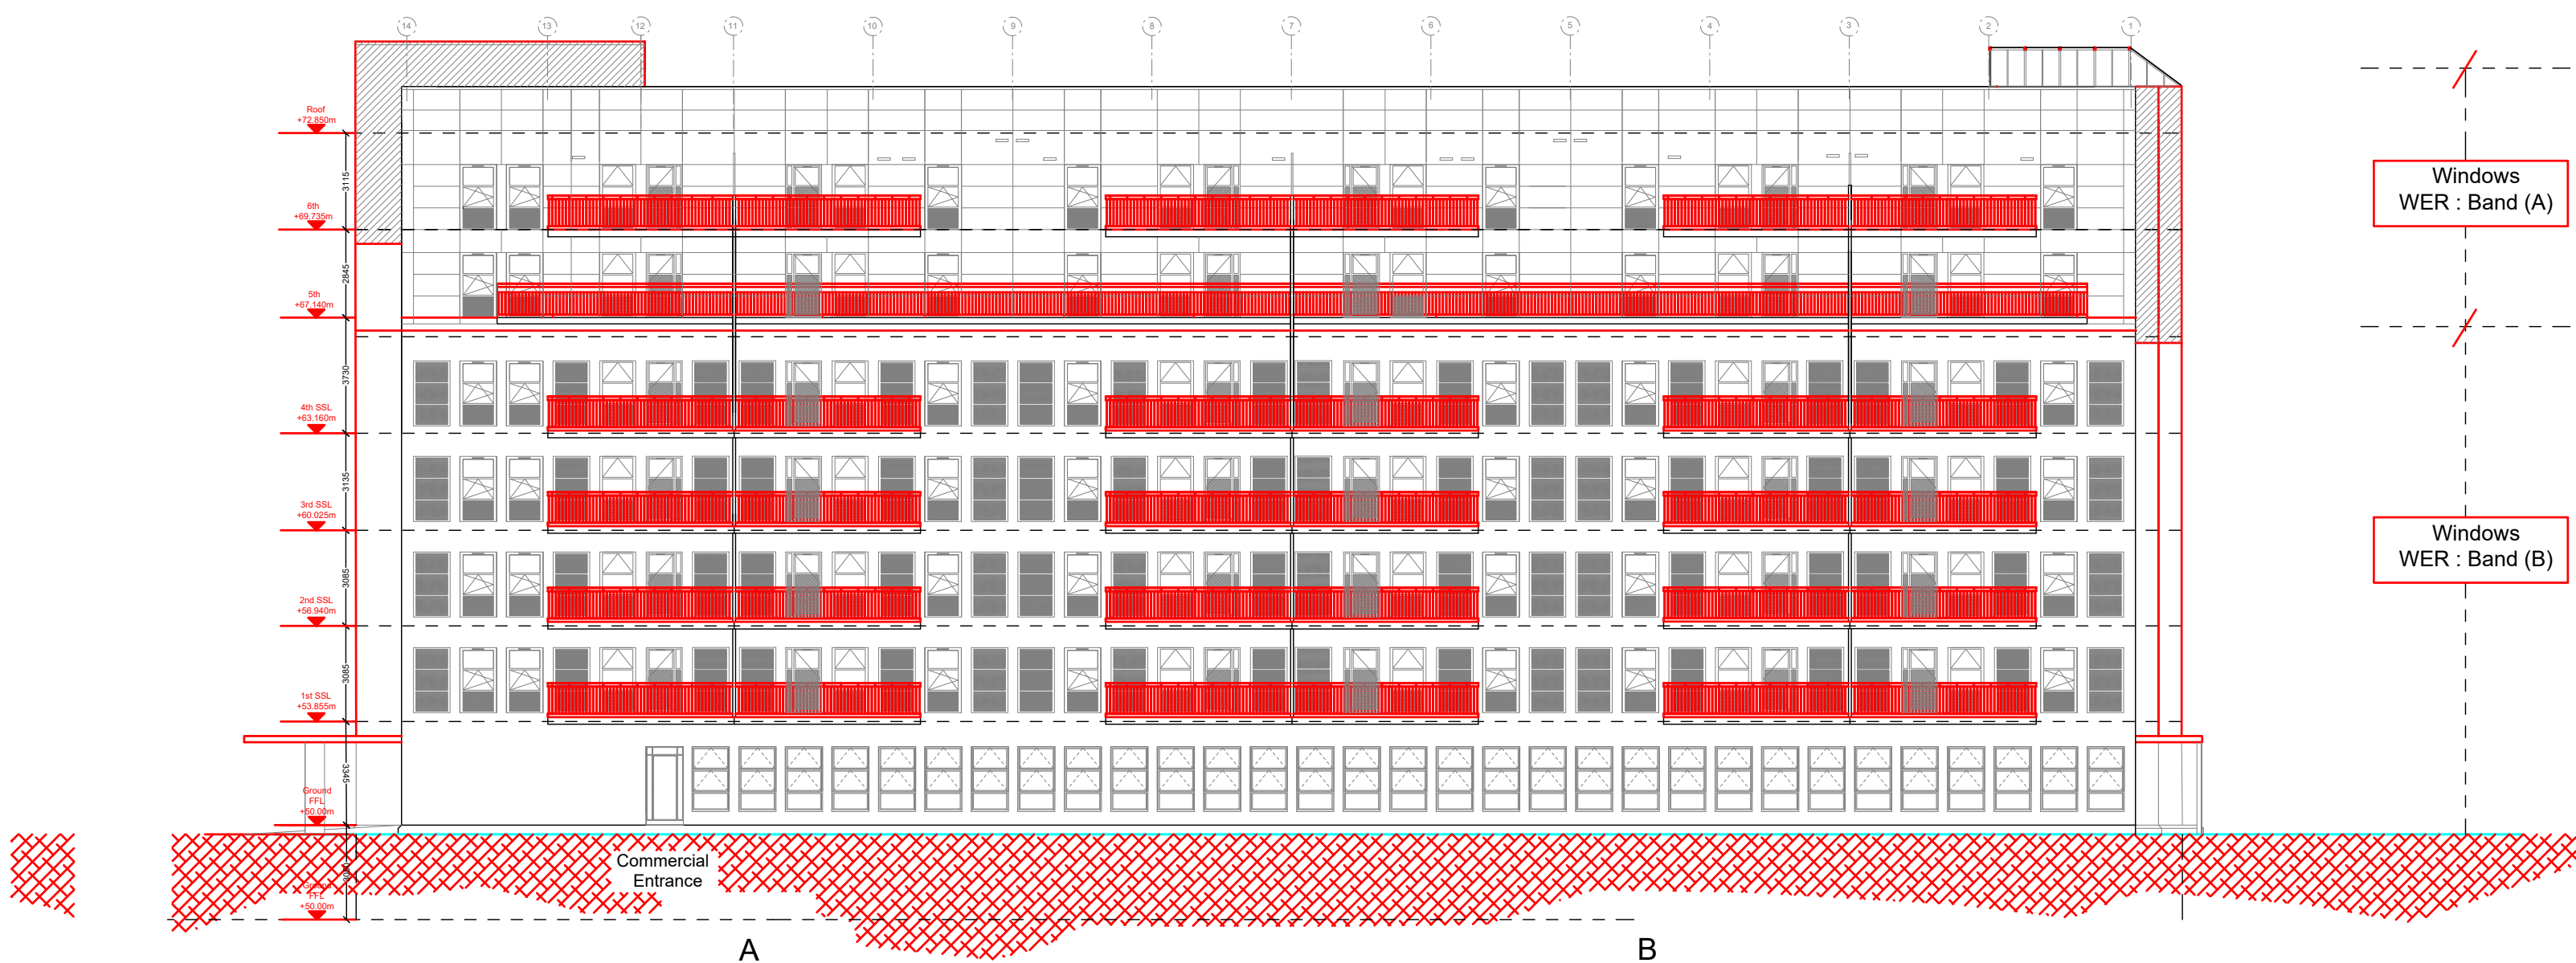 14 13 12 11 10 9 8 7 6 5 4 3 2 1
Roof
+72.850m
3115
6th
+69.735m
2845
5th
+67.140m
3730
4th SSL
+63.160m
3135
3rd SSL
+60.025m
3085
2nd SSL
+56.940m
3085
1st SSL
+53.855m
3345
Ground
FFL
+50.00m
Ground
FFL
+50.00m
Windows
WER : Band (A)
Windows
WER : Band (B)
Commercial
Entrance
A
B